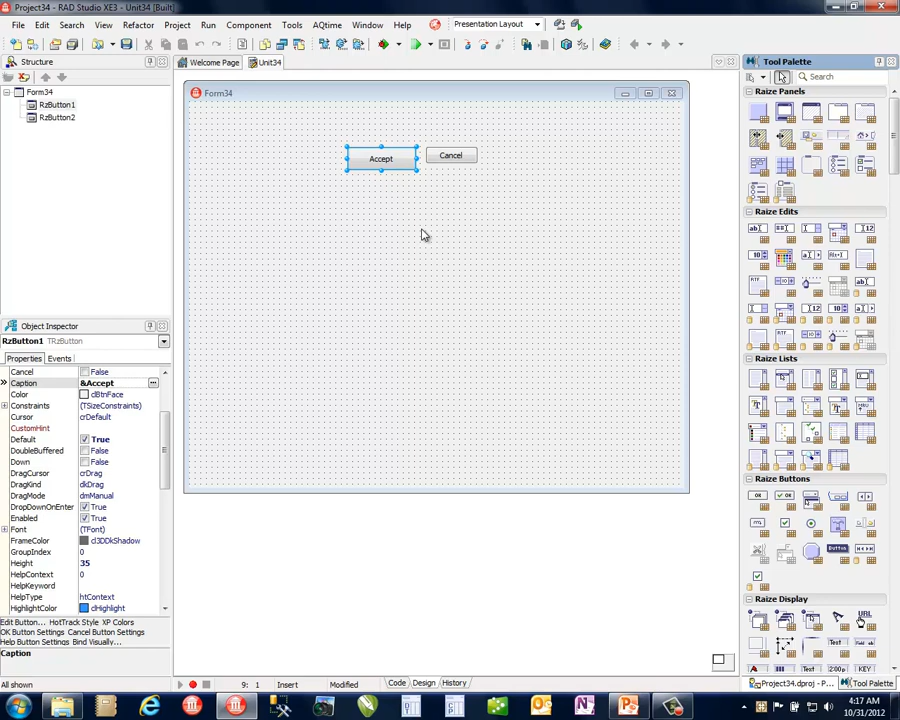 Project34 - RAD Studio XE3 - Unit34 [Built]
File Edit Search View Refactor Project Run Component Tools AQtime Window Help Presentation Layout
Structure
Welcome Page Unit34
Tool Palette
Search
Form34
RzButton1
RzButton2
Form34
Accept Cancel
Raize Panels
Raize Edits
Raize Lists
Raize Buttons
Raize Display
Object Inspector
RzButton1 TRzButton
Properties Events
Cancel False
Caption &Accept
Color clBtnFace
Constraints (TSizeConstraints)
Cursor crDefault
CustomHint
Default True
DoubleBuffered False
Down False
DragCursor crDrag
DragKind dkDrag
DragMode dmManual
DropDownOnEnter True
Enabled True
Font (TFont)
FrameColor cl3DDkShadow
GroupIndex 0
Height 35
HelpContext 0
HelpKeyword
HelpType htContext
HighlightColor clHighlight
Edit Button... HotTrack Style XP Colors
OK Button Settings Cancel Button Settings
Help Button Settings Bind Visually...
Caption
All shown
9: 1 Insert Modified
Code Design History
Project34.dproj - P... Tool Palette
4:17 AM
10/31/2012